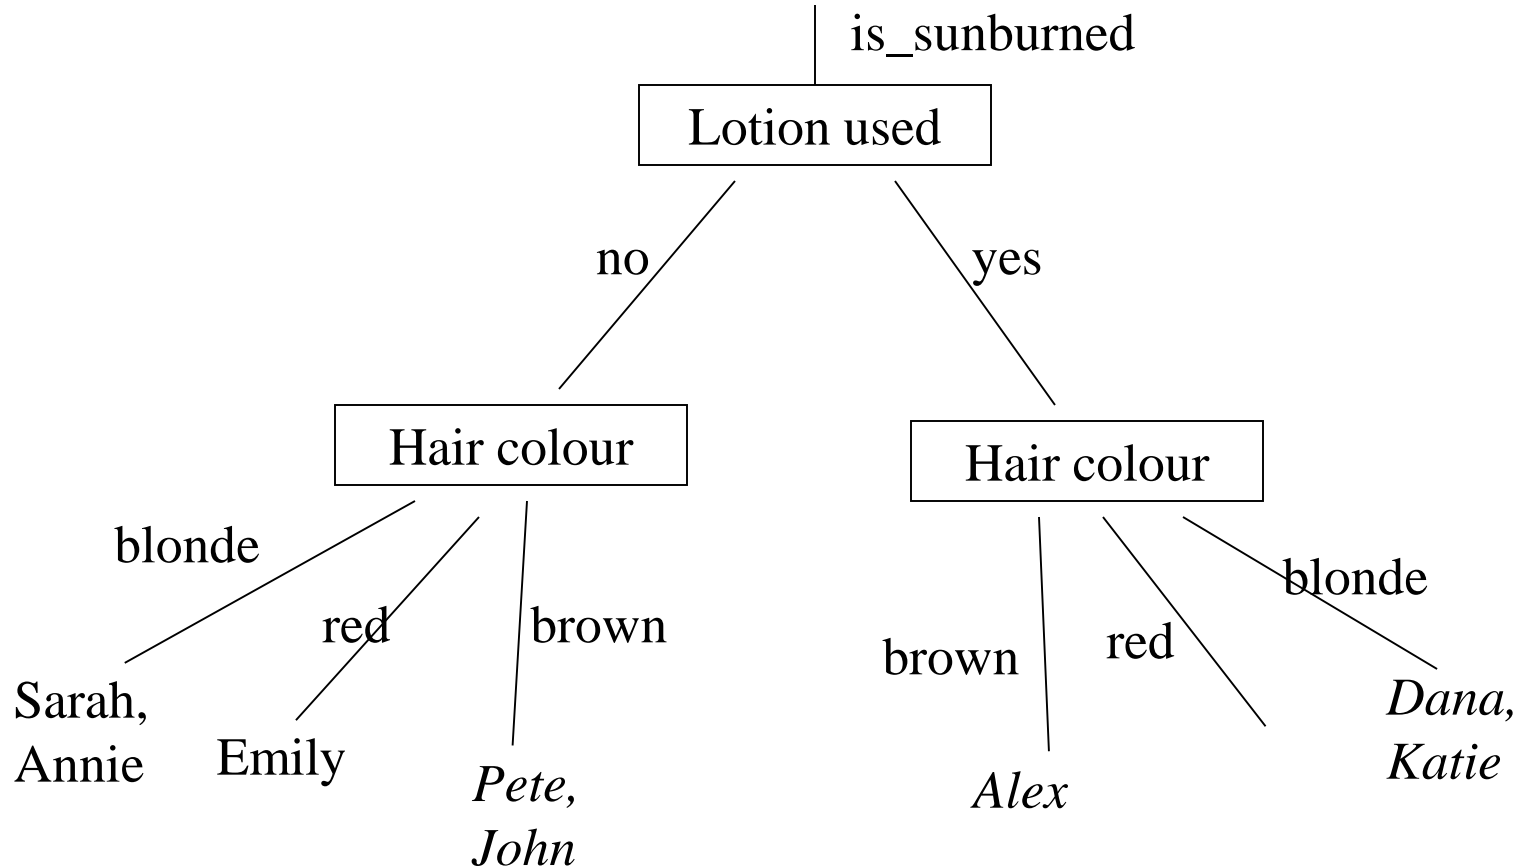 is_sunburned
Lotion used
no
yes
Hair colour
Hair colour
blonde
red
brown
brown
red
blonde
Sarah,
Annie
Emily
Pete,
John
Alex
Dana,
Katie